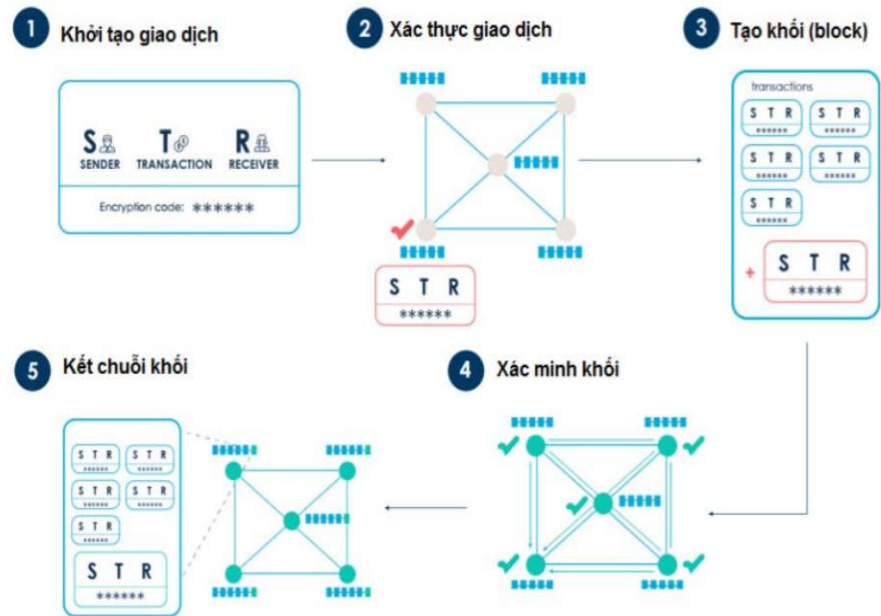 1 Khởi tạo giao dịch
S T R
SENDER TRANSACTION RECEIVER
Encryption code: ******
2 Xác thực giao dịch
S T R
******
3 Tạo khối (block)
transactions
S T R S T R
****** ******
S T R S T R
****** ******
S T R
******
+ S T R
******
4 Xác minh khối
5 Kết chuỗi khối
S T R S T R
****** ******
S T R S T R
****** ******
S T R
******
S T R
******